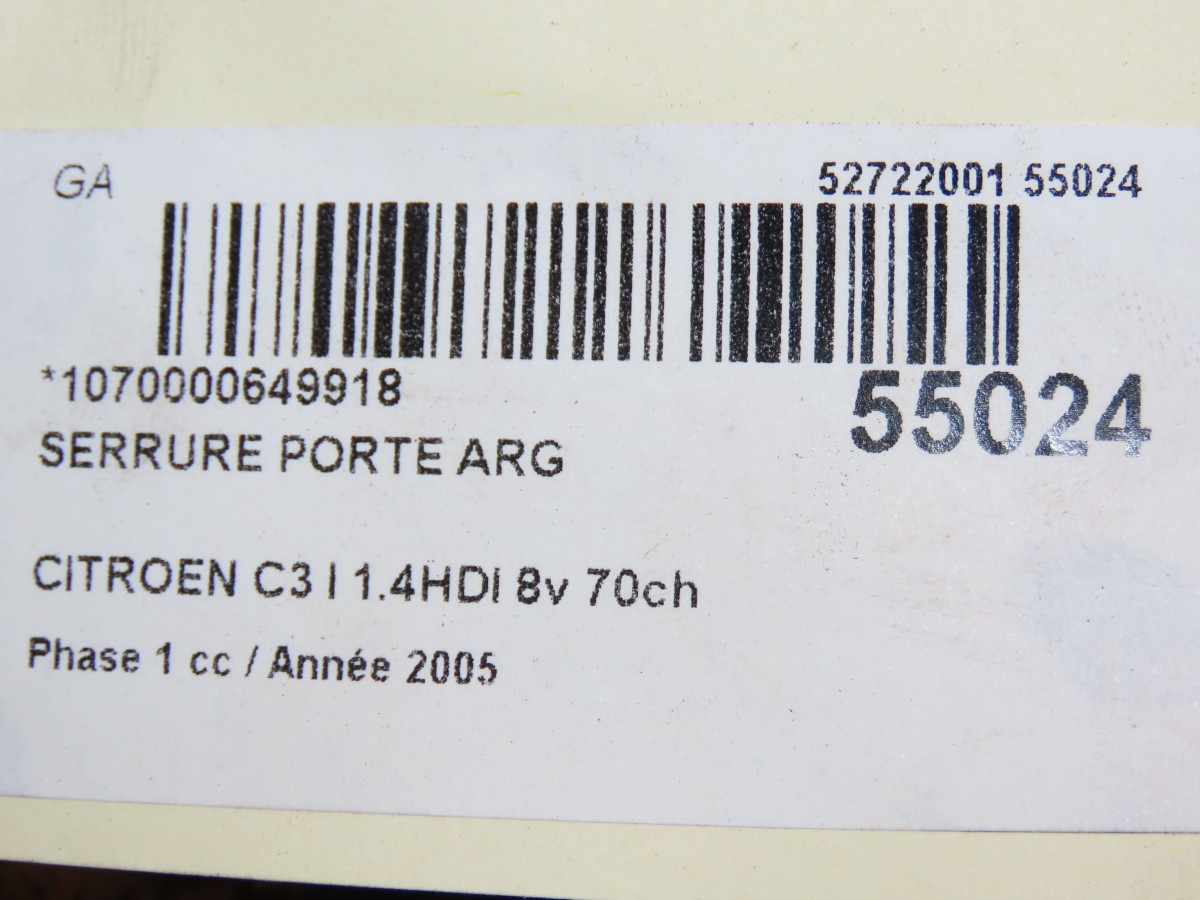 GA
52722001 55024
*1070000649918
55024
SERRURE PORTE ARG
CITROEN C3 I 1.4HDI 8v 70ch
Phase 1 cc / Année 2005